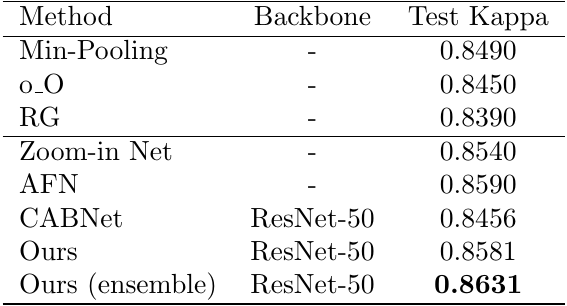 Method Backbone Test Kappa
Min-Pooling - 0.8490
o_O - 0.8450
RG - 0.8390
Zoom-in Net - 0.8540
AFN - 0.8590
CABNet ResNet-50 0.8456
Ours ResNet-50 0.8581
Ours (ensemble) ResNet-50 0.8631